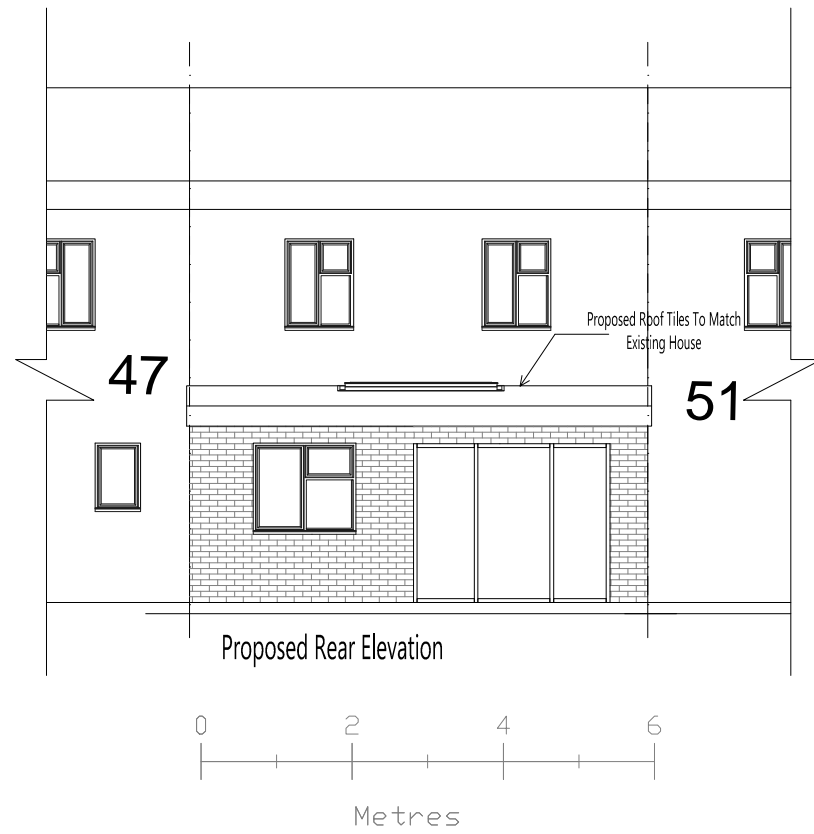 Proposed Roof Tiles To Match
Existing House
47
51
Proposed Rear Elevation
0 2 4 6
Metres